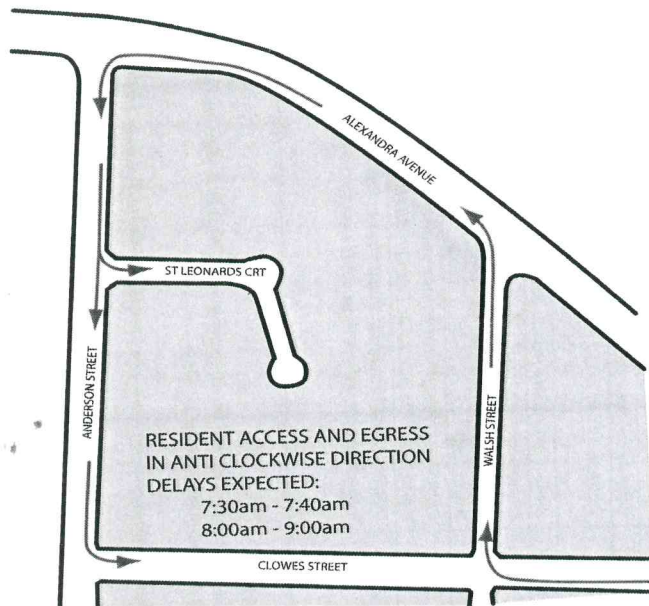 ALEXANDRA AVENUE
ST LEONARDS CRT
ANDERSON STREET
WALSH STREET
RESIDENT ACCESS AND EGRESS
IN ANTI CLOCKWISE DIRECTION
DELAYS EXPECTED:
7:30am - 7:40am
8:00am - 9:00am
CLOWES STREET